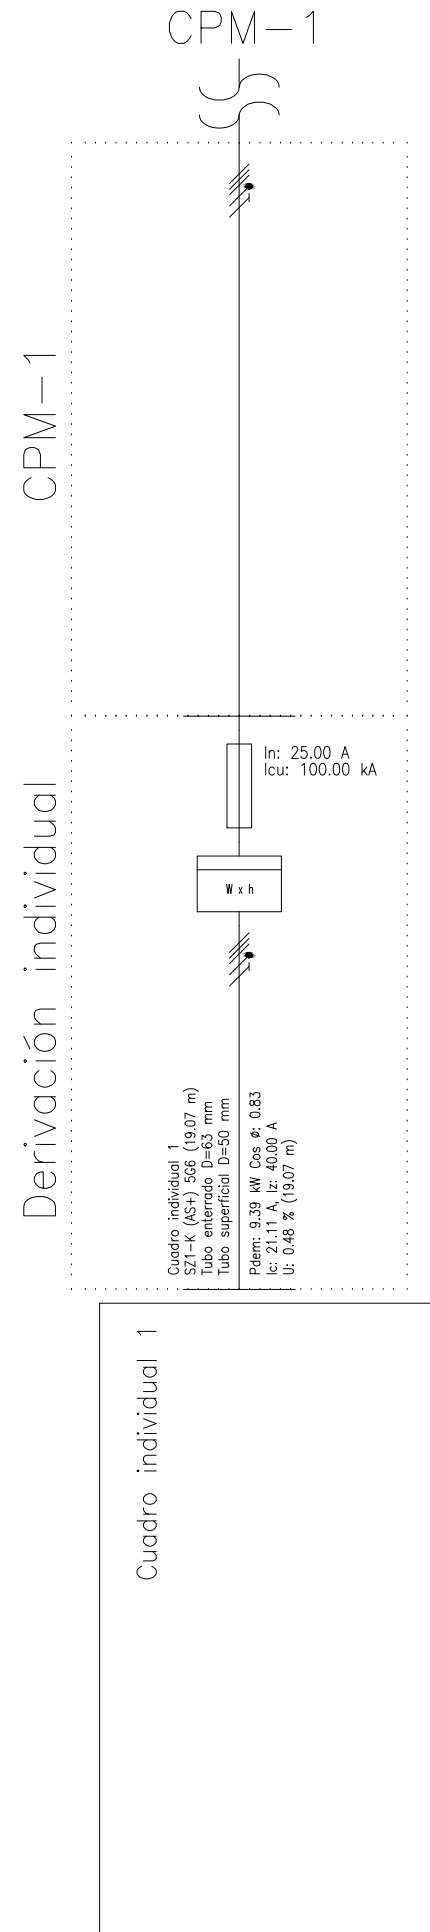 CPM-1
CPM-1
In: 25.00 A
Icu: 100.00 kA
W x h
Derivación individual
Cuadro individual 1
SZ1-K (AS+) 5G6 (19.07 m)
Tubo enterrado D=63 mm
Tubo superficial D=50 mm
Pdem: 9.39 kW Cos ø: 0.83
Ic: 21.11 A, Iz: 40.00 A
U: 0.48 % (19.07 m)
Cuadro individual 1